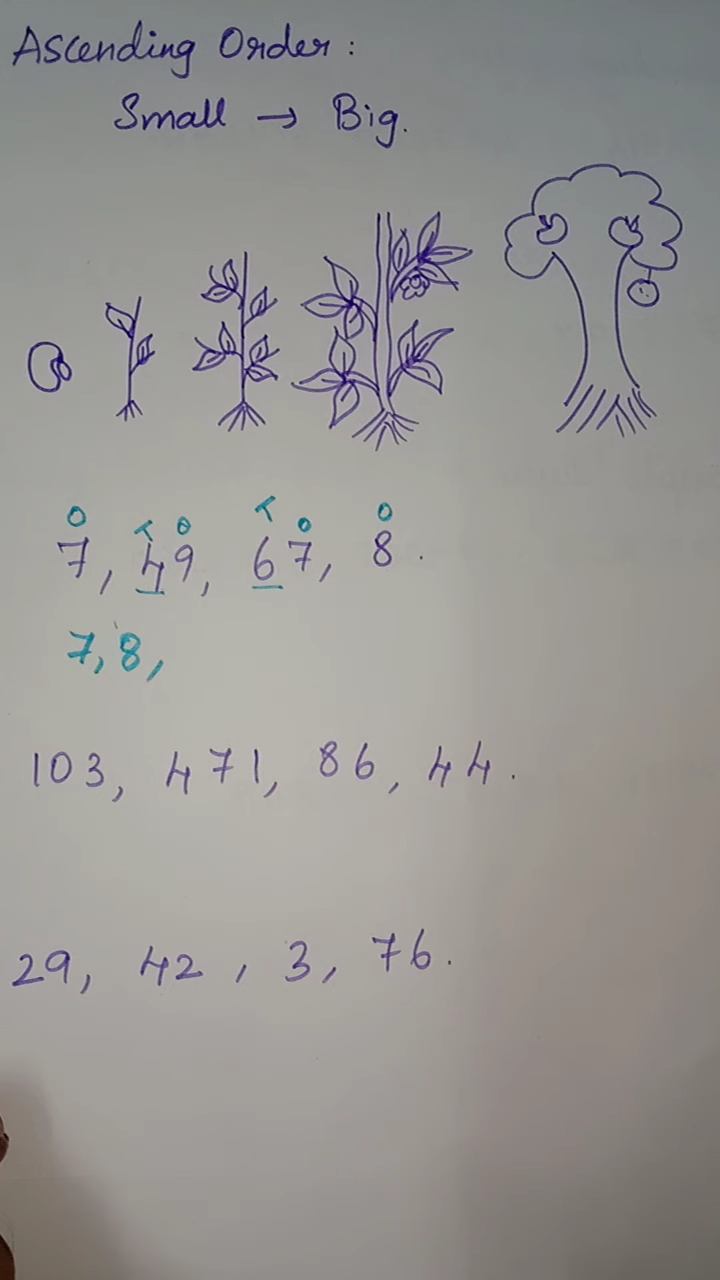 Ascending Order :
Small → Big.
O T O T O O
7, 49, 67, 8 .
7, 8,
103, 471, 86, 44 .
29, 42 , 3, 76 .